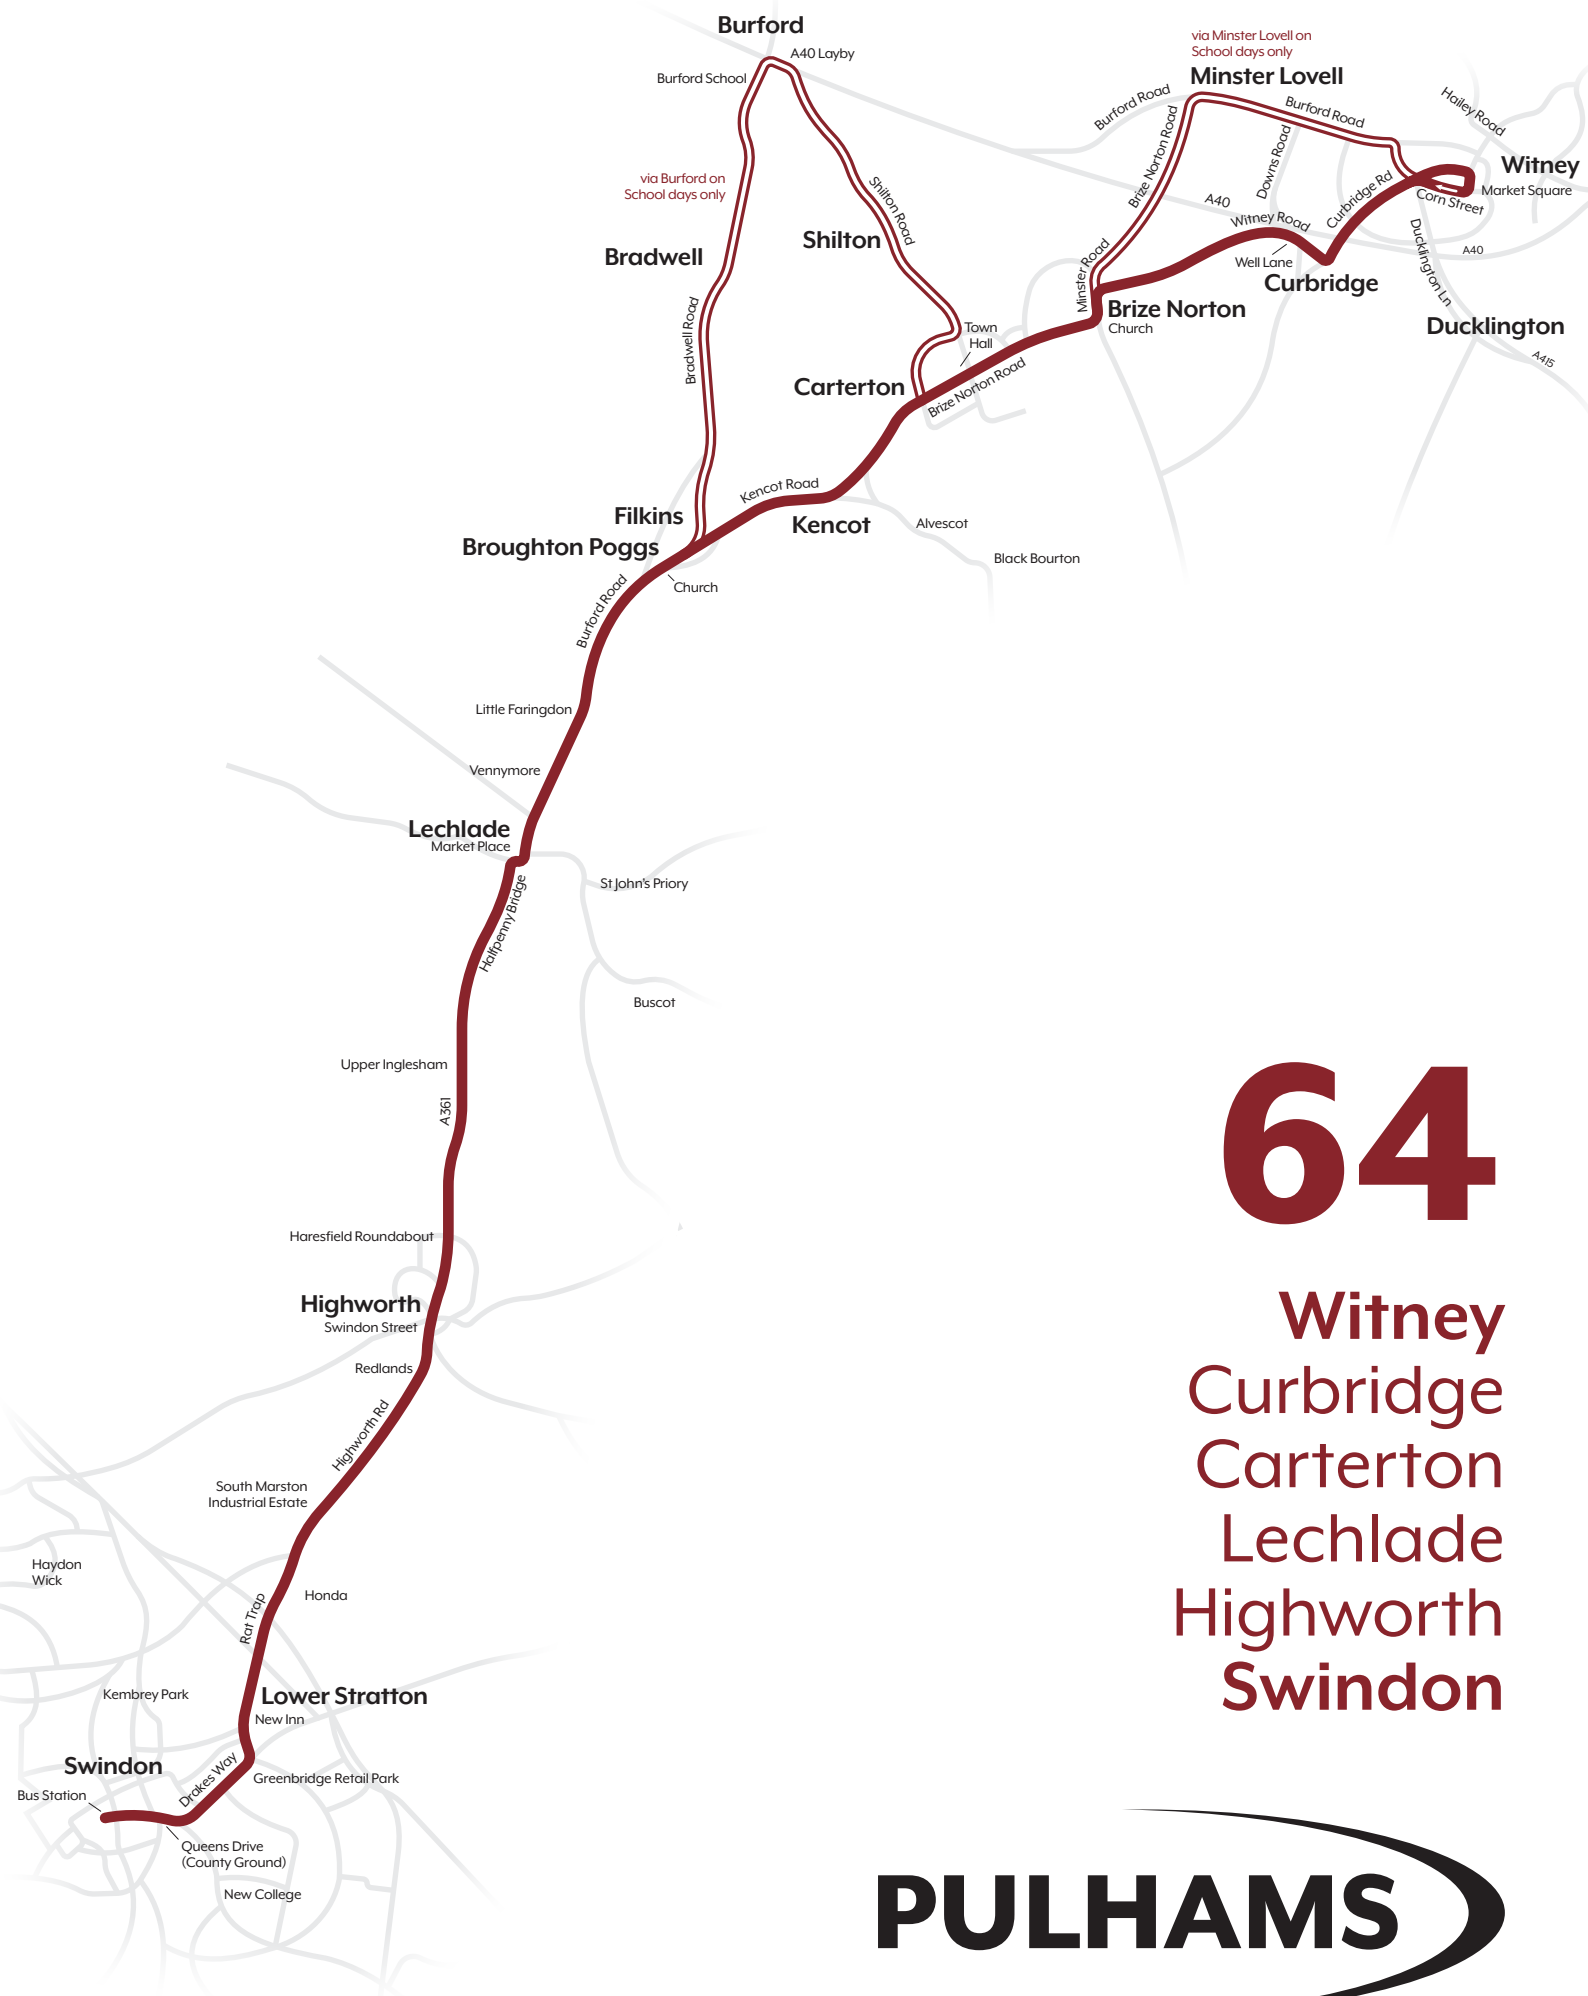 Burford
A40 Layby
Burford School
via Burford on
School days only
Bradwell
Bradwell Road
Shilton
Shilton Road
via Minster Lovell on
School days only
Minster Lovell
Burford Road
Burford Road
Hailey Road
Brize Norton Road
Downs Road
Witney
Market Square
Corn Street
Curbridge Rd
A40
Witney Road
Well Lane
Curbridge
Ducklington Ln
A40
Ducklington
A415
Minster Road
Brize Norton
Church
Town
Hall
Carterton
Brize Norton Road
Kencot Road
Kencot
Alvescot
Black Bourton
Filkins
Broughton Poggs
Church
Burford Road
Little Faringdon
Vennymore
Lechlade
Market Place
St John's Priory
Halfpenny Bridge
Buscot
Upper Inglesham
A361
Haresfield Roundabout
Highworth
Swindon Street
Redlands
Highworth Rd
South Marston
Industrial Estate
Haydon
Wick
Honda
Rat Trap
Kembrey Park
Lower Stratton
New Inn
Swindon
Bus Station
Drakes Way
Greenbridge Retail Park
Queens Drive
(County Ground)
New College
64
Witney
Curbridge
Carterton
Lechlade
Highworth
Swindon
PULHAMS